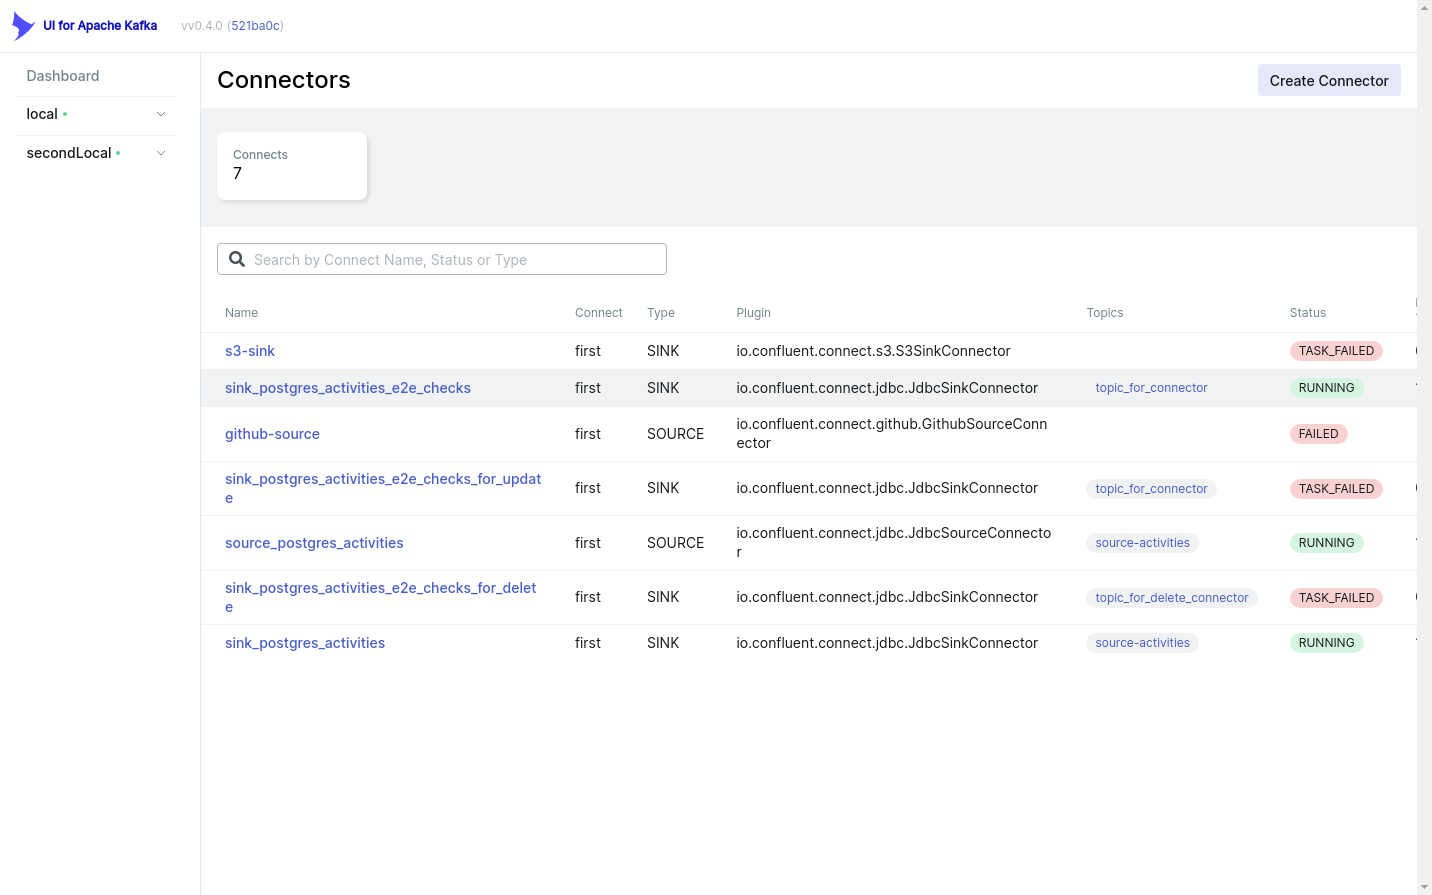 UI for Apache Kafka vv0.4.0 (521ba0c)
Dashboard
local
secondLocal
Connectors
Create Connector
Connects
7
Search by Connect Name, Status or Type
Name Connect Type Plugin Topics Status
s3-sink first SINK io.confluent.connect.s3.S3SinkConnector TASK_FAILED
sink_postgres_activities_e2e_checks first SINK io.confluent.connect.jdbc.JdbcSinkConnector topic_for_connector RUNNING
github-source first SOURCE io.confluent.connect.github.GithubSourceConn
ector FAILED
sink_postgres_activities_e2e_checks_for_updat
e first SINK io.confluent.connect.jdbc.JdbcSinkConnector topic_for_connector TASK_FAILED
source_postgres_activities first SOURCE io.confluent.connect.jdbc.JdbcSourceConnecto
r source-activities RUNNING
sink_postgres_activities_e2e_checks_for_delet
e first SINK io.confluent.connect.jdbc.JdbcSinkConnector topic_for_delete_connector TASK_FAILED
sink_postgres_activities first SINK io.confluent.connect.jdbc.JdbcSinkConnector source-activities RUNNING